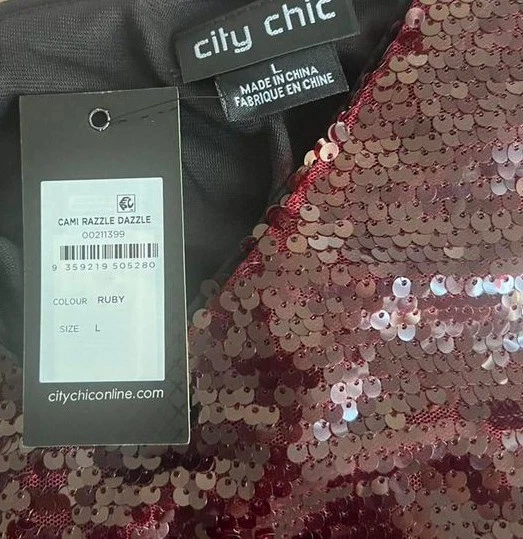 city chic
L
MADE IN CHINA
FABRIQUE EN CHINE
CAMI RAZZLE DAZZLE
00211399
9 359219 505280
COLOUR RUBY
SIZE L
citychiconline.com